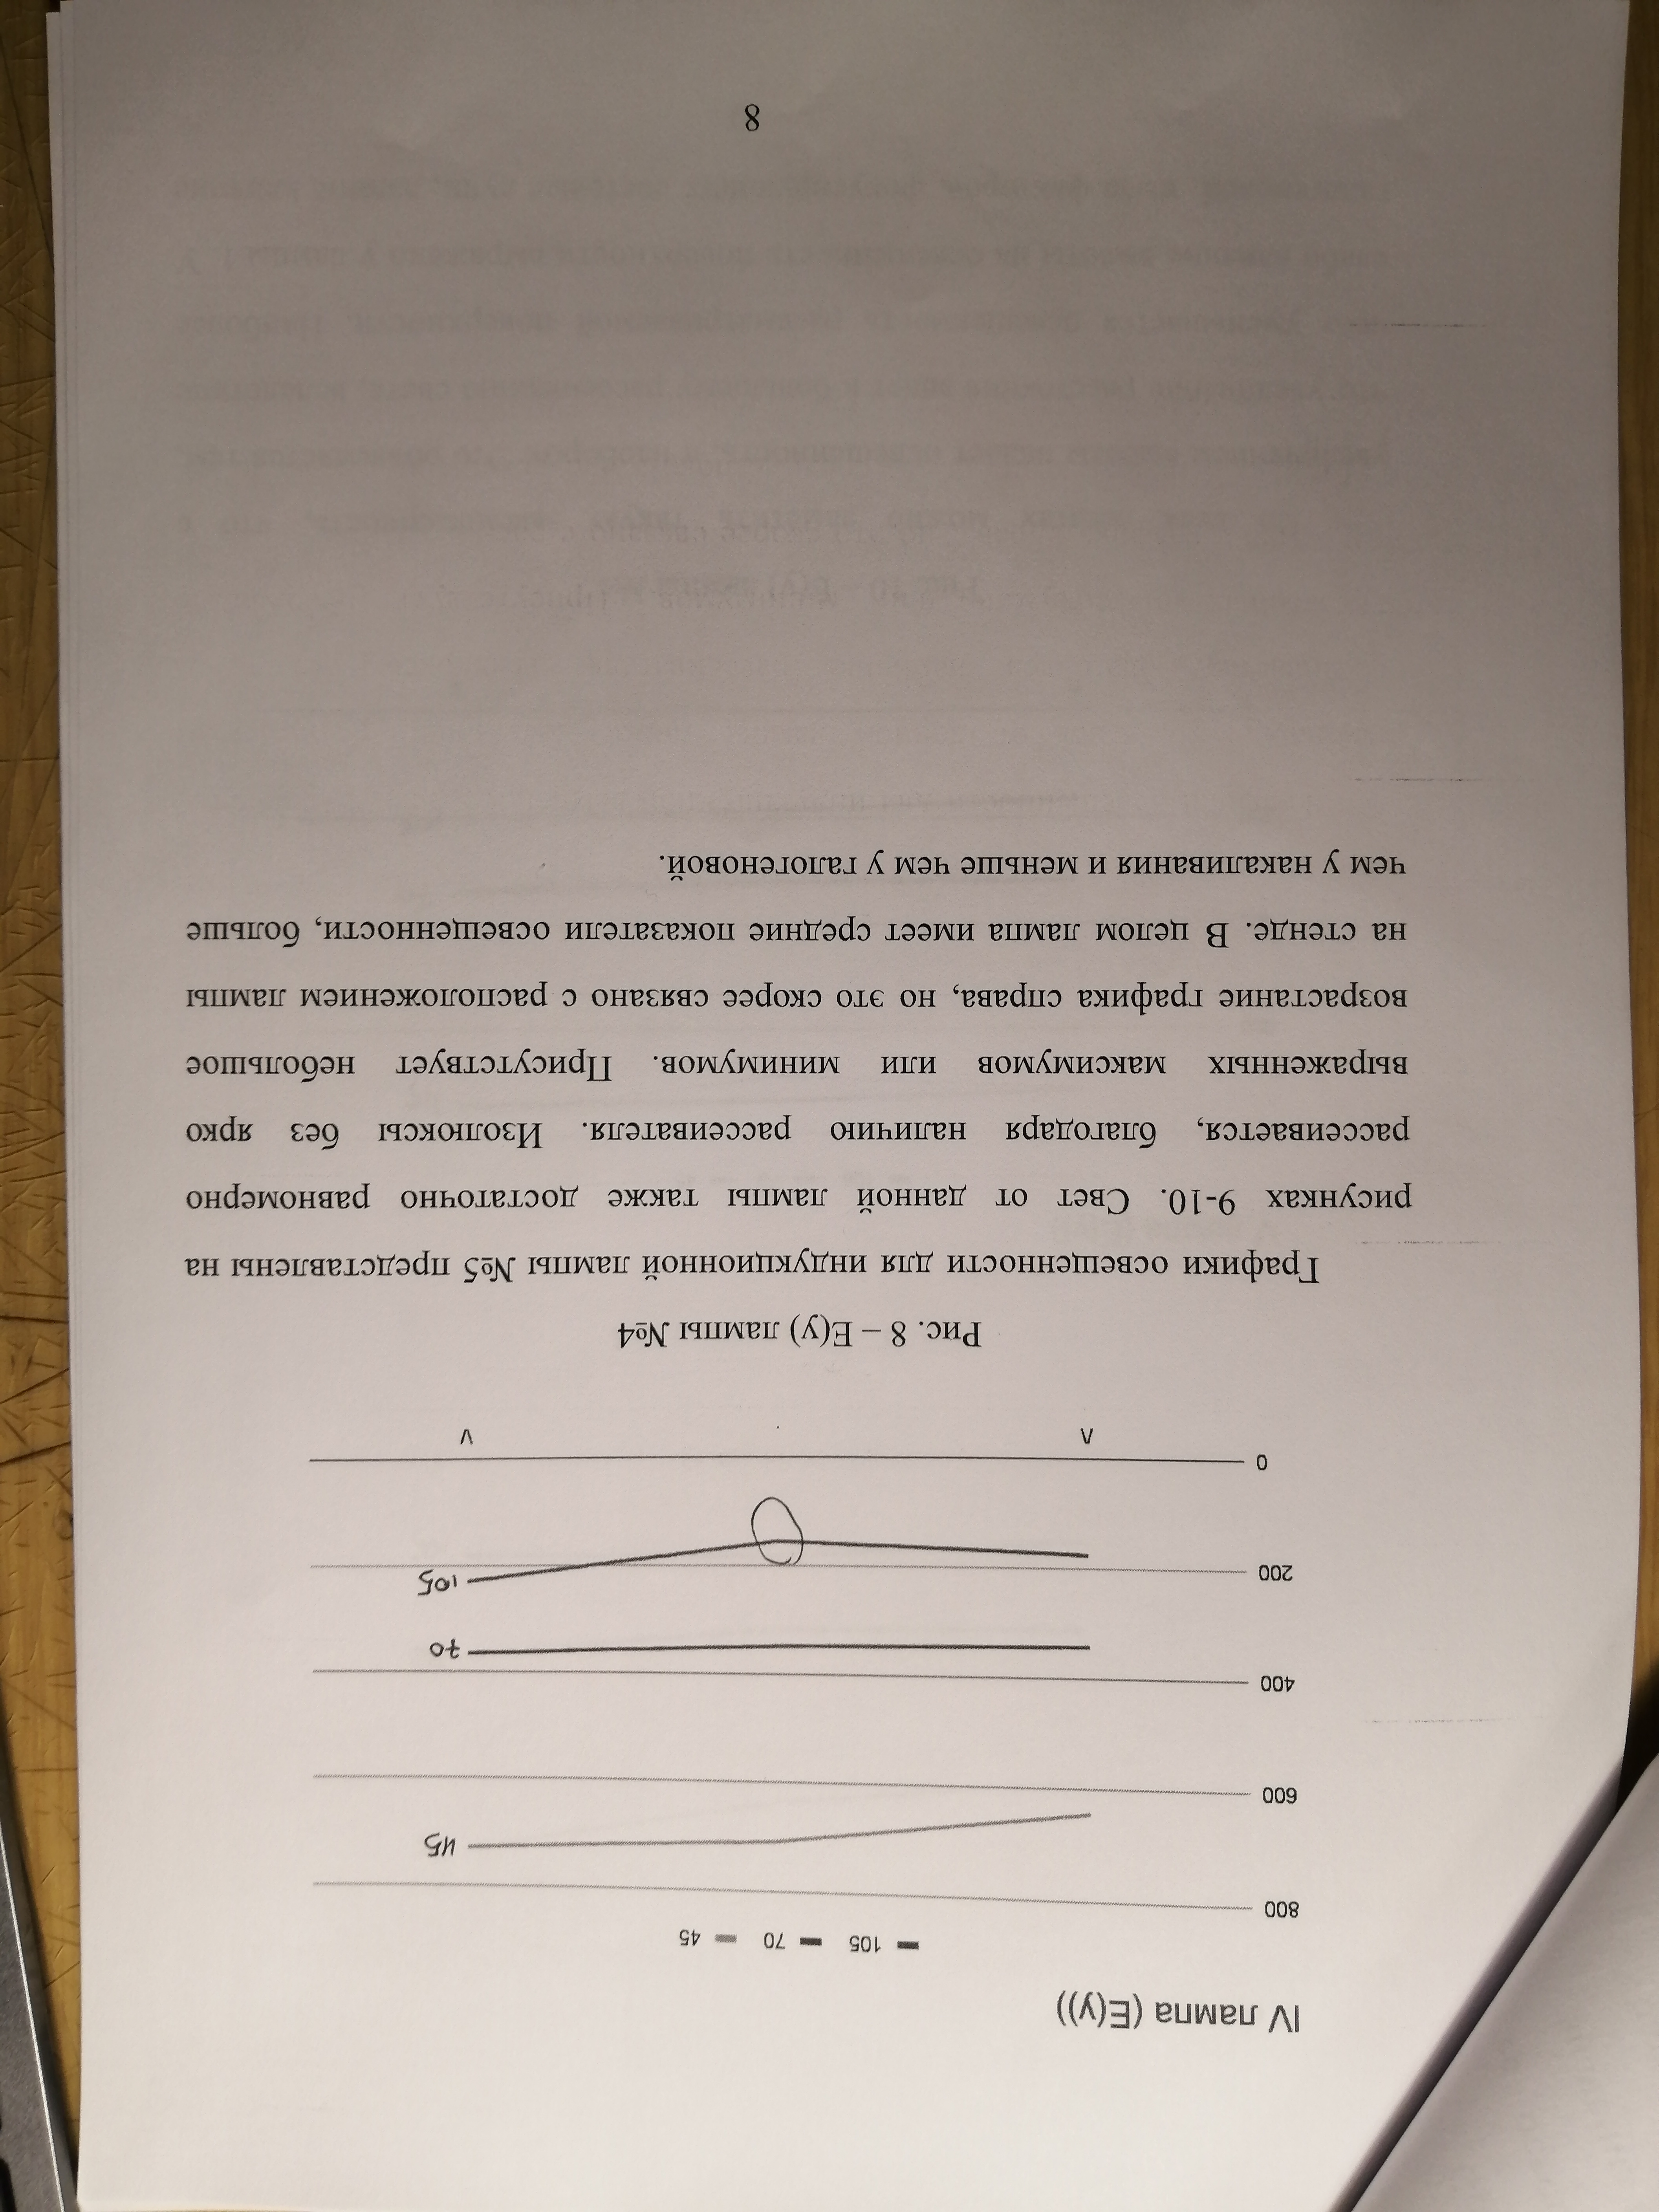 IV лампа (E(y))
105 70 45
800
600
45
400
70
200
105
0
Λ V
Рис. 8 – E(y) лампы №4
Графики освещенности для индукционной лампы №5 представлены на
рисунках 9-10. Свет от данной лампы также достаточно равномерно
рассеивается, благодаря наличию рассеивателя. Изолюксы без ярко
выраженных максимумов или минимумов. Присутствует небольшое
возрастание графика справа, но это скорее связано с расположением лампы
на стенде. В целом лампа имеет средние показатели освещенности, больше
чем у накаливания и меньше чем у галогеновой.
8